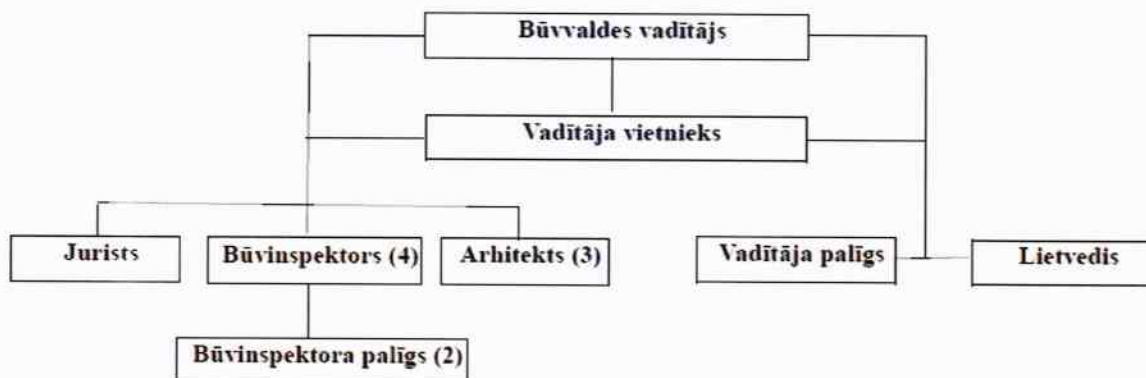 Būvvaldes vadītājs
Vadītāja vietnieks
Jurists
Būvinspektors (4)
Arhitekts (3)
Vadītāja palīgs
Lietvedis
Būvinspektora palīgs (2)